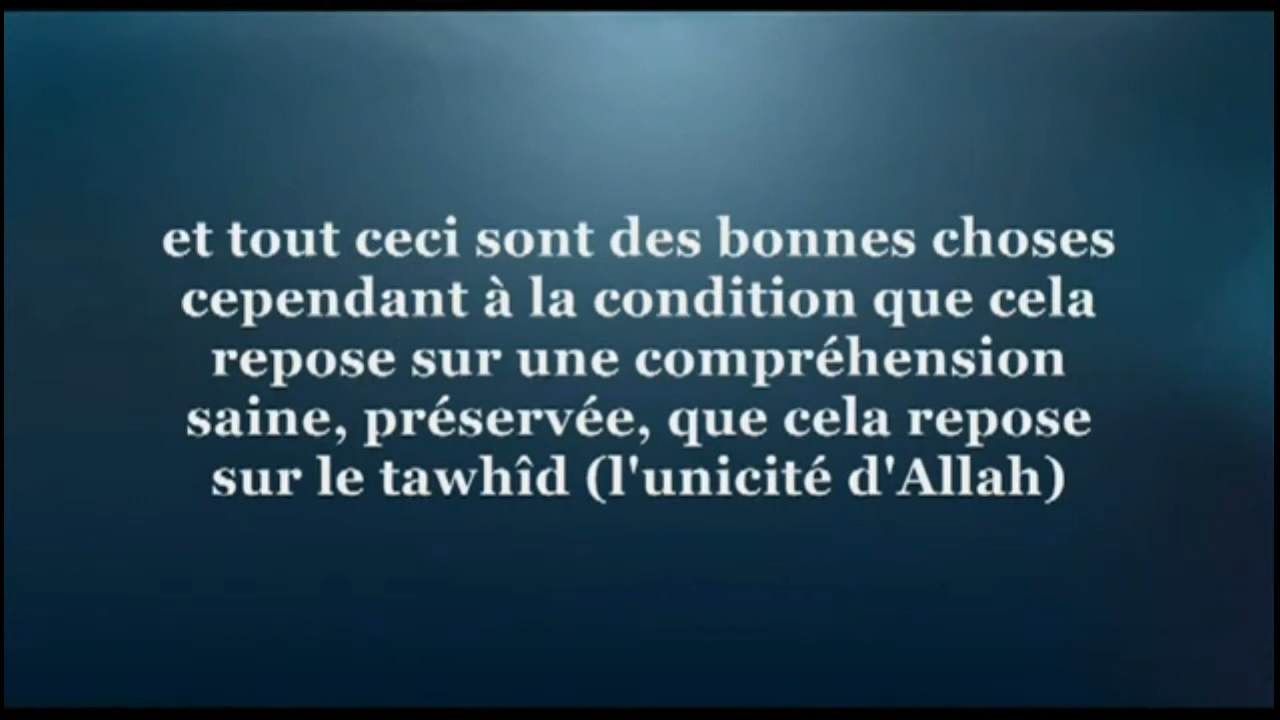 et tout ceci sont des bonnes choses
cependant à la condition que cela
repose sur une compréhension
saine, préservée, que cela repose
sur le tawhîd (l'unicité d'Allah)